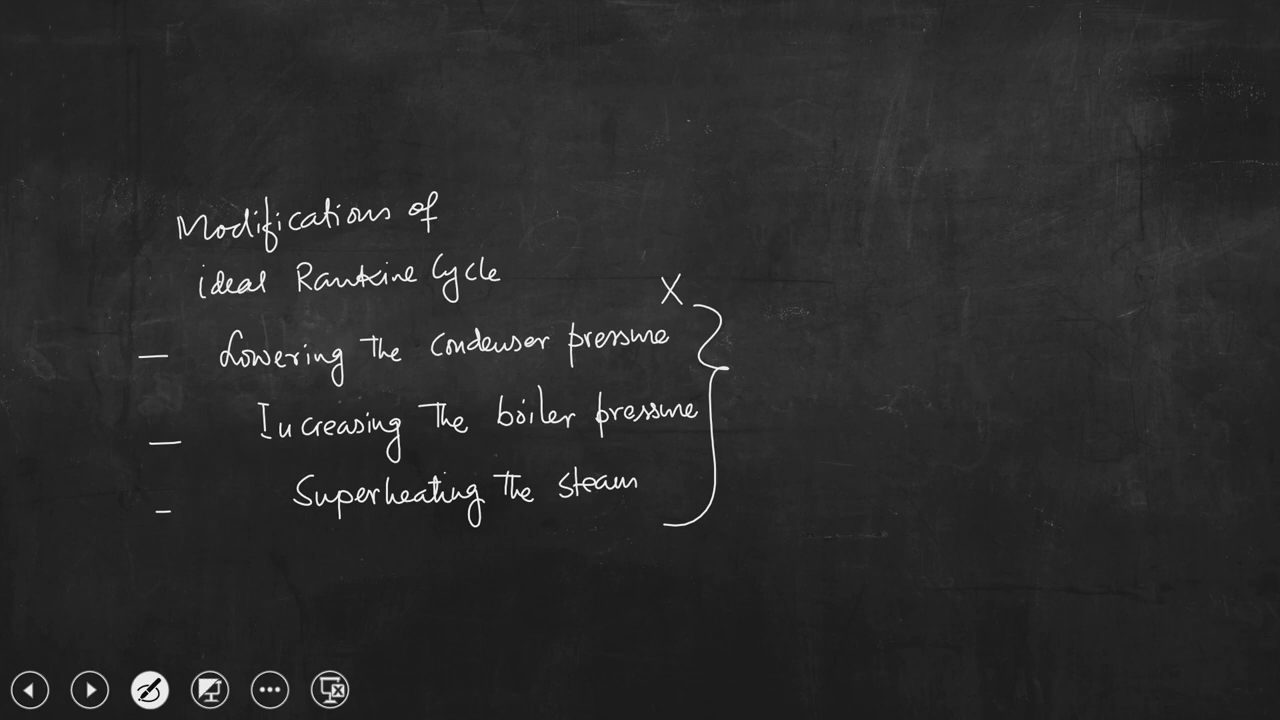 Modifications of
ideal Rankine Cycle
X
— Lowering the condenser pressure
— Increasing the boiler pressure
– Superheating the steam